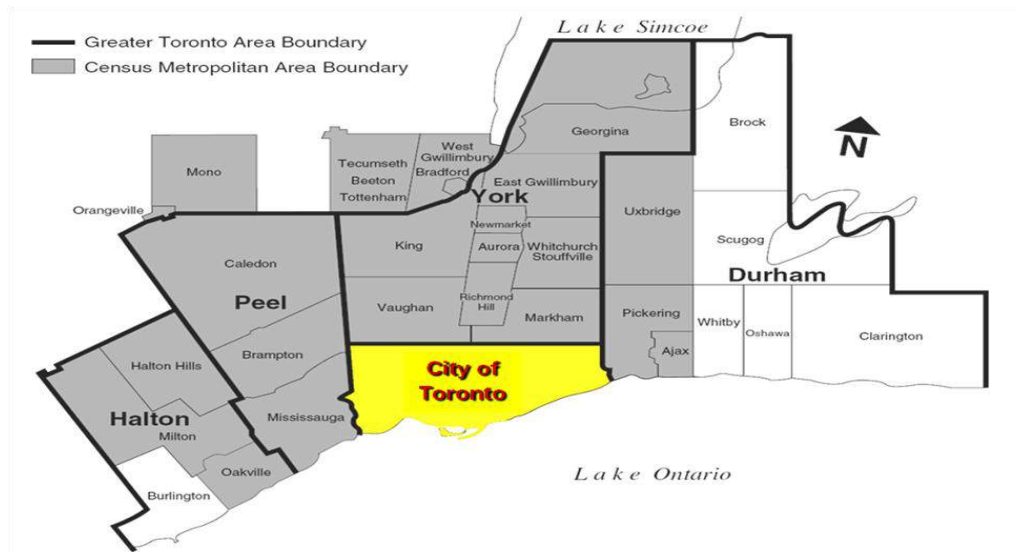 Lake Simcoe
Greater Toronto Area Boundary
Census Metropolitan Area Boundary
Brock
Georgina
N
West
Gwillimbury
Bradford
Tecumseth
Beeton
Tottenham
Mono
East Gwillimbury
York
Orangeville
Uxbridge
Newmarket
King
Aurora
Whitchurch
Stouffville
Scugog
Durham
Caledon
Peel
Vaughan
Richmond
Hill
Markham
Pickering
Whitby
Oshawa
Clarington
Ajax
Brampton
Halton Hills
City of
Toronto
Halton
Milton
Mississauga
Oakville
Lake Ontario
Burlington